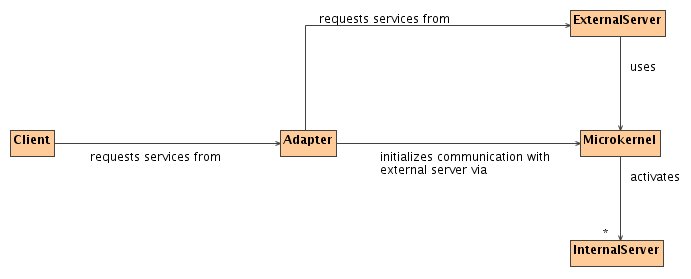 requests services from
ExternalServer
uses
Client
Adapter
Microkernel
requests services from
initializes communication with
external server via
activates
*
InternalServer